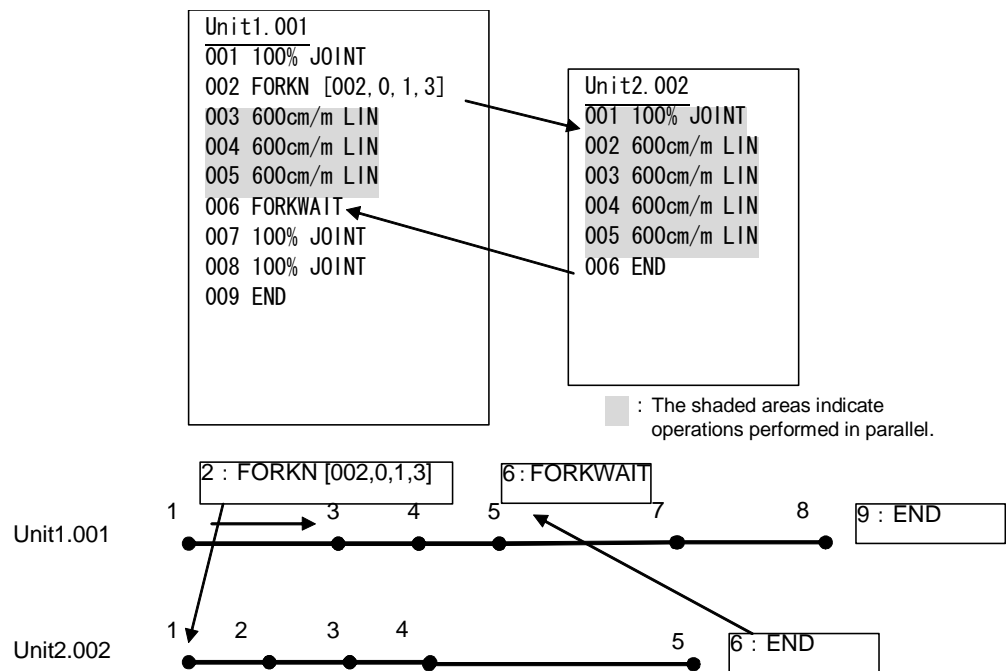 Unit1.001
001 100% JOINT
002 FORKN [002,0,1,3]
003 600cm/m LIN
004 600cm/m LIN
005 600cm/m LIN
006 FORKWAIT
007 100% JOINT
008 100% JOINT
009 END
Unit2.002
001 100% JOINT
002 600cm/m LIN
003 600cm/m LIN
004 600cm/m LIN
005 600cm/m LIN
006 END
: The shaded areas indicate
operations performed in parallel.
2 : FORKN [002,0,1,3]
6 : FORKWAIT
1 3 4 5 7 8
9 : END
Unit1.001
1 2 3 4 5
6 : END
Unit2.002